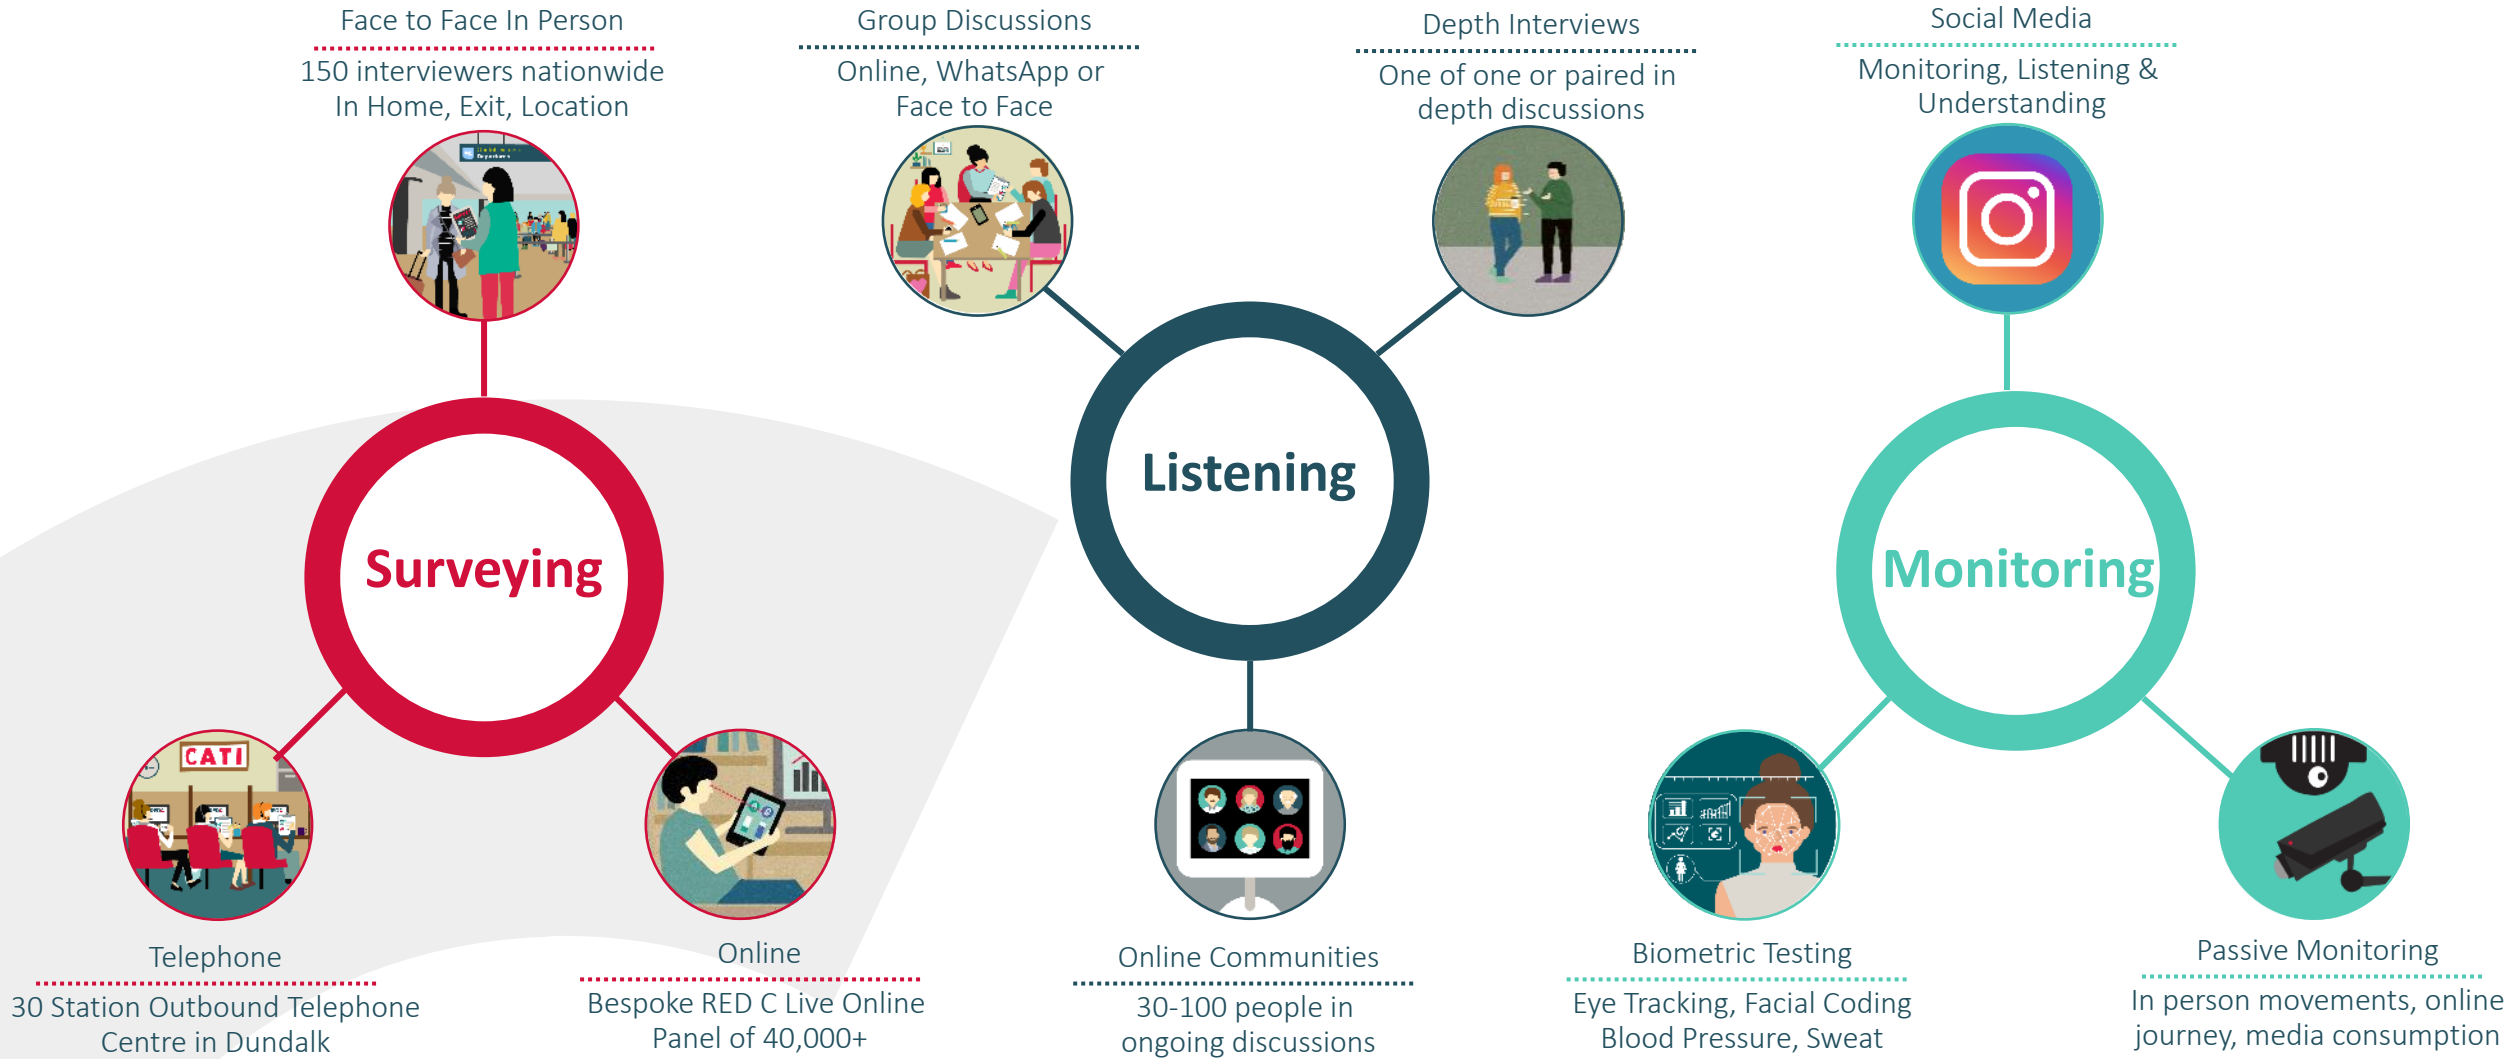 Face to Face In Person
150 interviewers nationwide
In Home, Exit, Location
Surveying
CATI
Telephone
30 Station Outbound Telephone
Centre in Dundalk
Online
Bespoke RED C Live Online
Panel of 40,000+
Group Discussions
Online, WhatsApp or
Face to Face
Depth Interviews
One of one or paired in
depth discussions
Listening
Online Communities
30-100 people in
ongoing discussions
Social Media
Monitoring, Listening &
Understanding
Monitoring
Biometric Testing
Eye Tracking, Facial Coding
Blood Pressure, Sweat
Passive Monitoring
In person movements, online
journey, media consumption